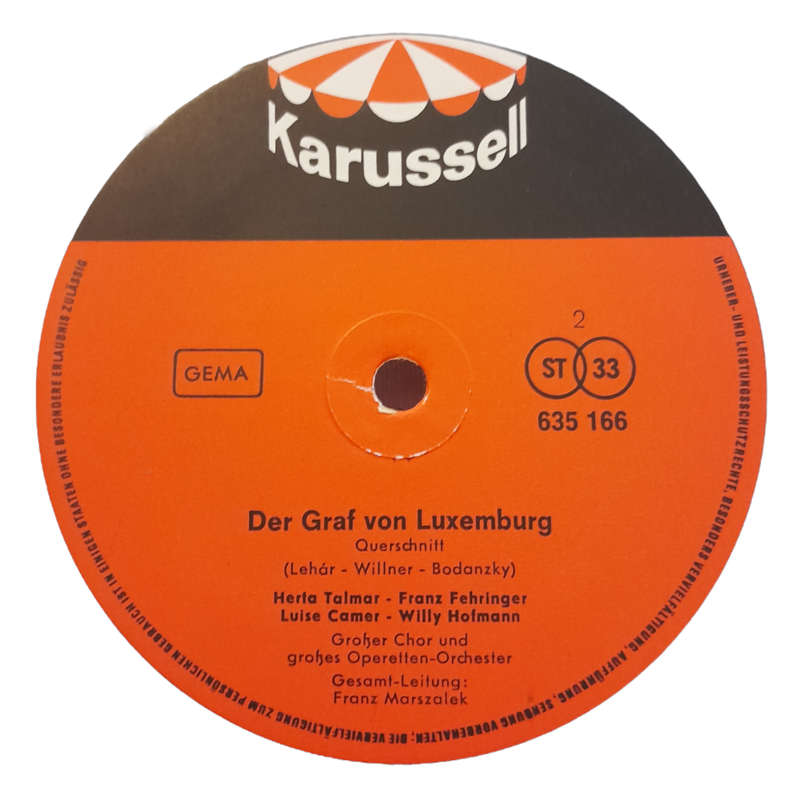 Karussell
GEMA
2
ST 33
635 166
Der Graf von Luxemburg
Querschnitt
(Lehár - Willner - Bodanzky)
Herta Talmar - Franz Fehringer
Luise Camer - Willy Hofmann
Großer Chor und
großes Operetten-Orchester
Gesamt-Leitung:
Franz Marszalek
URHEBER- UND LEISTUNGSSCHUTZRECHTE, BESONDERS VERVIELFÄLTIGUNG, AUFFÜHRUNG, SENDUNG VORBEHALTEN; DIE VERVIELFÄLTIGUNG ZUM PERSÖNLICHEN GEBRAUCH IST IN EINIGEN STATEN OHNE BESONDERE ERLAUBNIS ZULÄSSIG